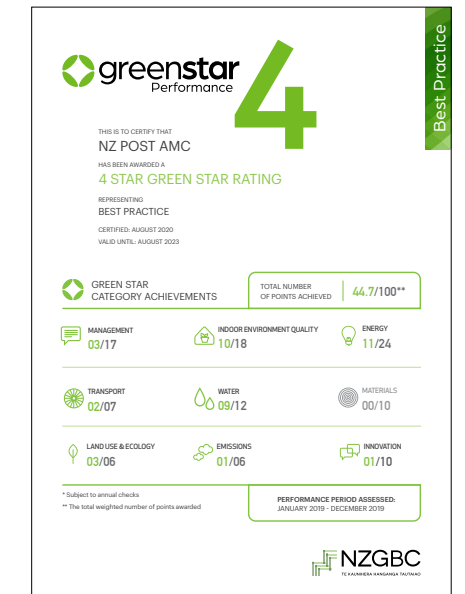 greenstar
Performance
4
Best Practice
THIS IS TO CERTIFY THAT
NZ POST AMC
HAS BEEN AWARDED A
4 STAR GREEN STAR RATING
REPRESENTING
BEST PRACTICE
CERTIFIED: AUGUST 2020
VALID UNTIL: AUGUST 2023
GREEN STAR
CATEGORY ACHIEVEMENTS
TOTAL NUMBER
OF POINTS ACHIEVED
44.7/100**
MANAGEMENT
03/17
INDOOR ENVIRONMENT QUALITY
10/18
ENERGY
11/24
TRANSPORT
02/07
WATER
09/12
MATERIALS
00/10
LAND USE & ECOLOGY
03/06
EMISSIONS
01/06
INNOVATION
01/10
* Subject to annual checks
** The total weighted number of points awarded
PERFORMANCE PERIOD ASSESSED:
JANUARY 2019 - DECEMBER 2019
NZGBC
TE KAUNIHERA HANGANGA TAUTAIAO